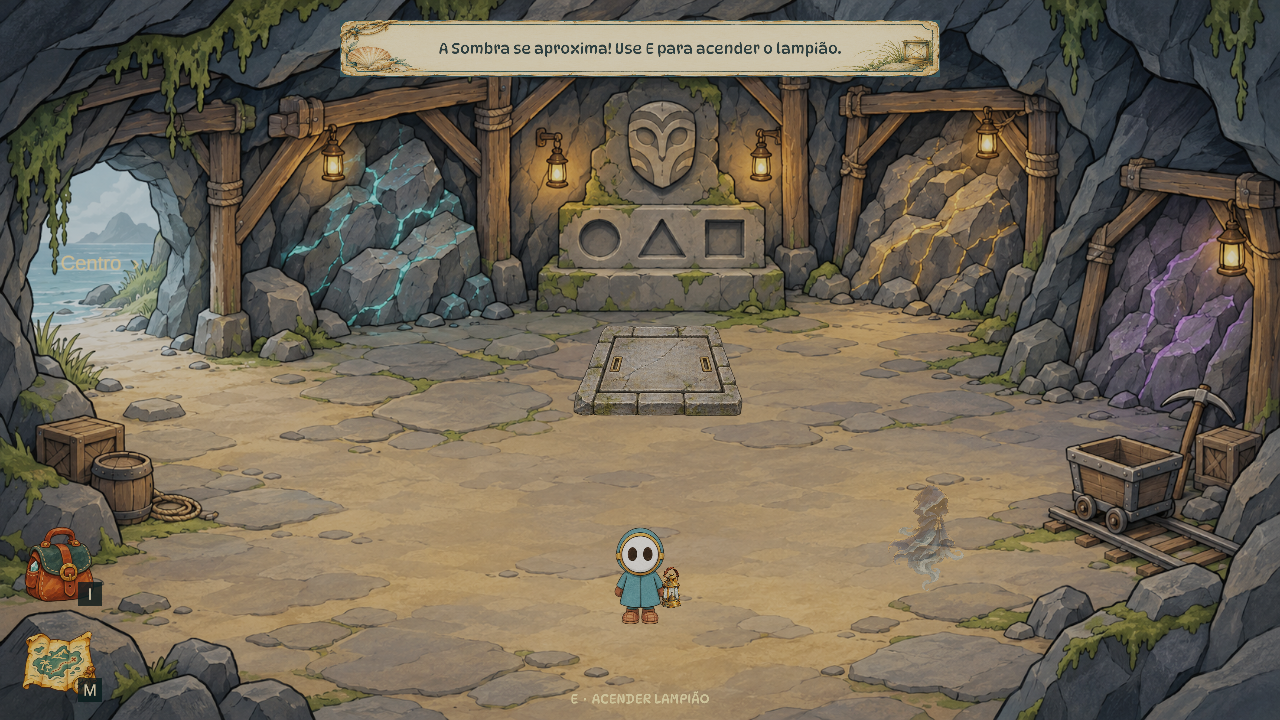 A Sombra se aproxima! Use E para acender o lampião.
Centro ›
I
M
E · ACENDER LAMPIÃO